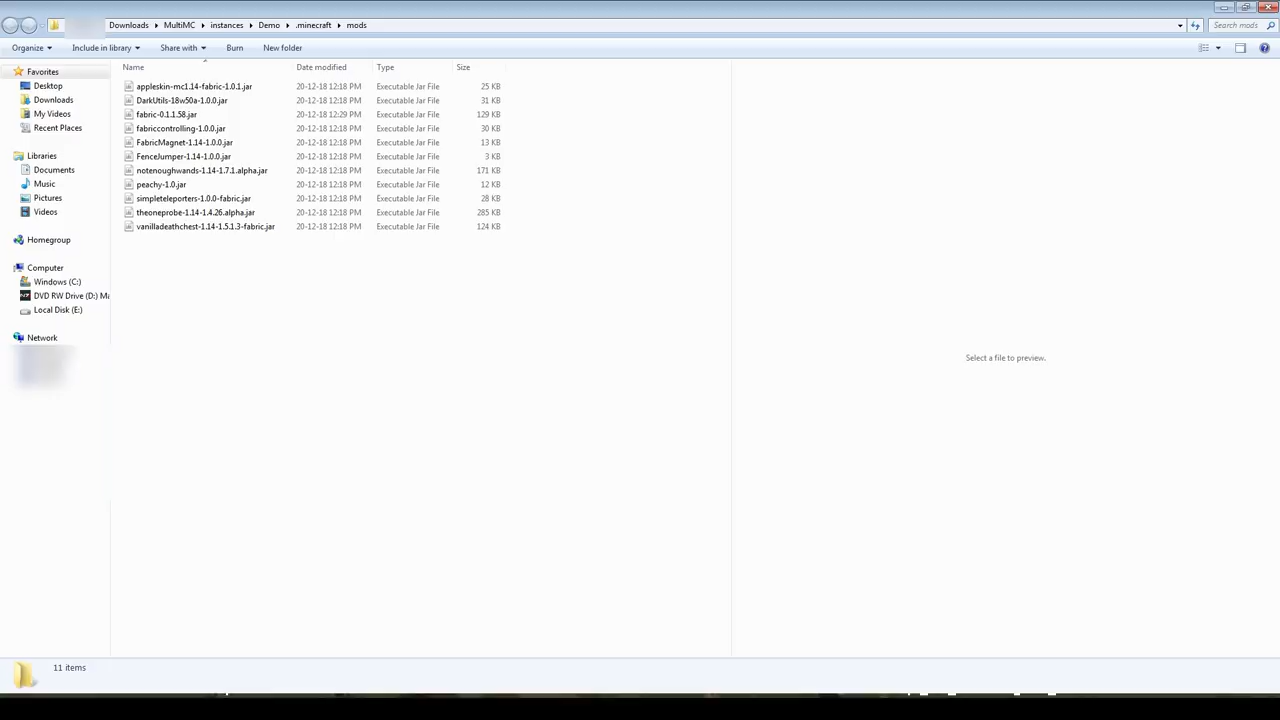 Downloads MultiMC instances Demo .minecraft mods Search mods
Organize Include in library Share with Burn New folder
Favorites
Desktop
Downloads
My Videos
Recent Places
Libraries
Documents
Music
Pictures
Videos
Homegroup
Computer
Windows (C:)
DVD RW Drive (D:) Ma
Local Disk (E:)
Network
Name Date modified Type Size
appleskin-mc1.14-fabric-1.0.1.jar 20-12-18 12:18 PM Executable Jar File 25 KB
DarkUtils-18w50a-1.0.0.jar 20-12-18 12:18 PM Executable Jar File 31 KB
fabric-0.1.1.58.jar 20-12-18 12:29 PM Executable Jar File 129 KB
fabriccontrolling-1.0.0.jar 20-12-18 12:18 PM Executable Jar File 30 KB
FabricMagnet-1.14-1.0.0.jar 20-12-18 12:18 PM Executable Jar File 13 KB
FenceJumper-1.14-1.0.0.jar 20-12-18 12:18 PM Executable Jar File 3 KB
notenoughwands-1.14-1.7.1.alpha.jar 20-12-18 12:18 PM Executable Jar File 171 KB
peachy-1.0.jar 20-12-18 12:18 PM Executable Jar File 12 KB
simpleteleporters-1.0.0-fabric.jar 20-12-18 12:18 PM Executable Jar File 28 KB
theoneprobe-1.14-1.4.26.alpha.jar 20-12-18 12:18 PM Executable Jar File 285 KB
vanilladeathchest-1.14-1.5.1.3-fabric.jar 20-12-18 12:18 PM Executable Jar File 124 KB
Select a file to preview.
11 items